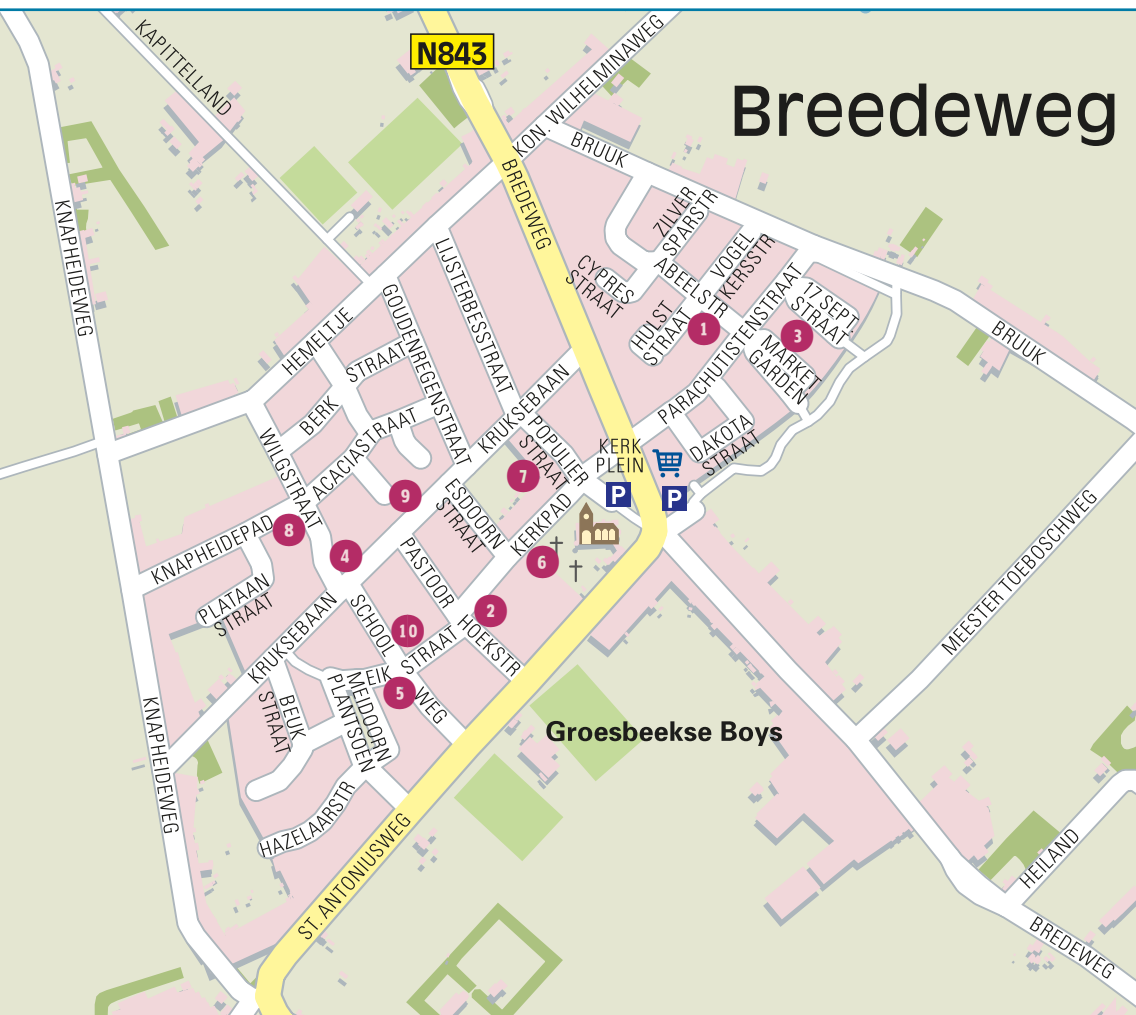 N843
Breedeweg
KAPITTELLAND
KON. WILHELMINAWEG
BRUUK
BREDEWEG
KNAPHEIDEWEG
ZILVER
SPARSTR
VOGEL
KERSSTR
ABEELSTR
CYPRES
STRAAT
LIJSTERBESSTRAAT
GOUDENREGENSTRAAT
HEMELTJE
HULST
STRAAT
1
17 SEPT.
STRAAT
3
MARKET
GARDEN
PARACHUTISTENSTRAAT
BRUUK
BERK
STRAAT
ACACIASTRAAT
KRUKSEBAAN
POPULIER
STRAAT
KERK
PLEIN
DAKOTA
STRAAT
P
P
WILGSTRAAT
7
9
ESDOORN
STRAAT
KERKPAD
8
KNAPHEIDEPAD
4
6
PLATAAN
STRAAT
PASTOOR
HOEKSTR
2
10
SCHOOL
WEG
KRUKSEBAAN
EIK
STRAAT
5
MEIDOORN
PLANTSOEN
BEUK
STRAAT
MEESTER TOEBOSCHWEG
Groesbeekse Boys
KNAPHEIDEWEG
HAZELAARSTR
ST. ANTONIUSWEG
HEILAND
BREDEWEG